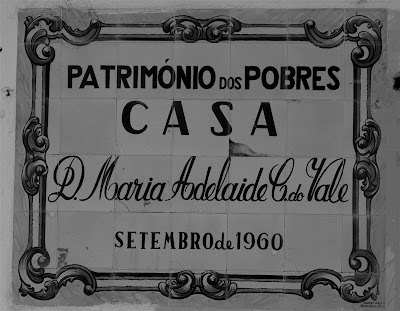 PATRIMÓNIO DOS POBRES
CASA
D. Maria Adelaide C. do Vale
SETEMBRO de 1960